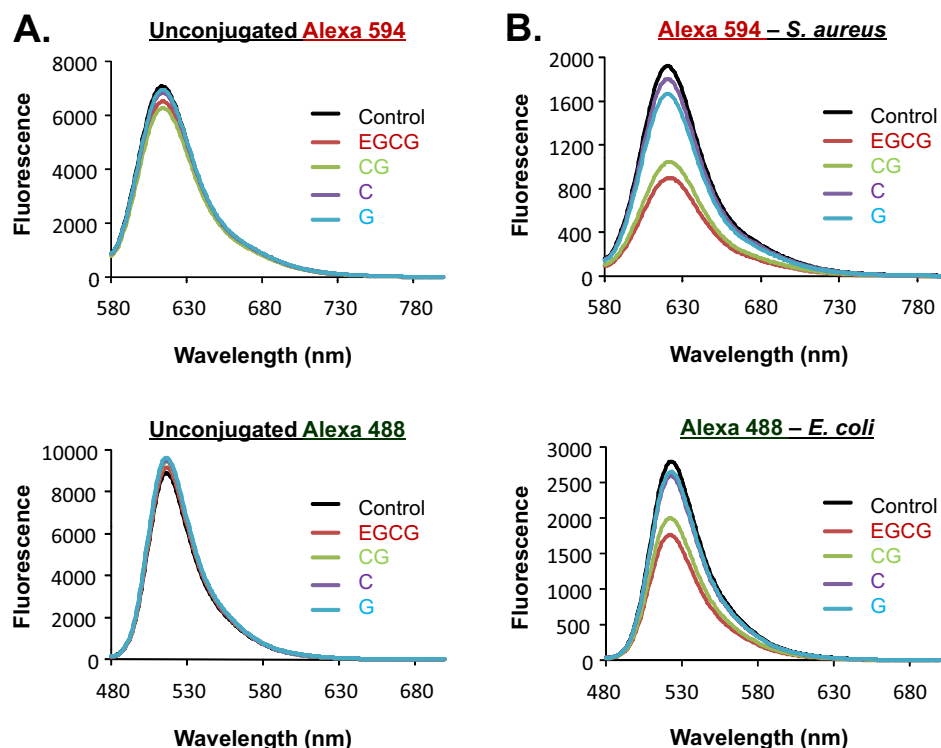 A.
Unconjugated Alexa 594
8000
6000
4000
2000
0
Fluorescence
Control
EGCG
CG
C
G
580 630 680 730 780
Wavelength (nm)
B.
Alexa 594 – S. aureus
2000
1600
1200
800
400
0
Fluorescence
Control
EGCG
CG
C
G
580 630 680 730 780
Wavelength (nm)
Unconjugated Alexa 488
10000
8000
6000
4000
2000
0
Fluorescence
Control
EGCG
CG
C
G
480 530 580 630 680
Wavelength (nm)
Alexa 488 – E. coli
3000
2500
2000
1500
1000
500
0
Fluorescence
Control
EGCG
CG
C
G
480 530 580 630 680
Wavelength (nm)